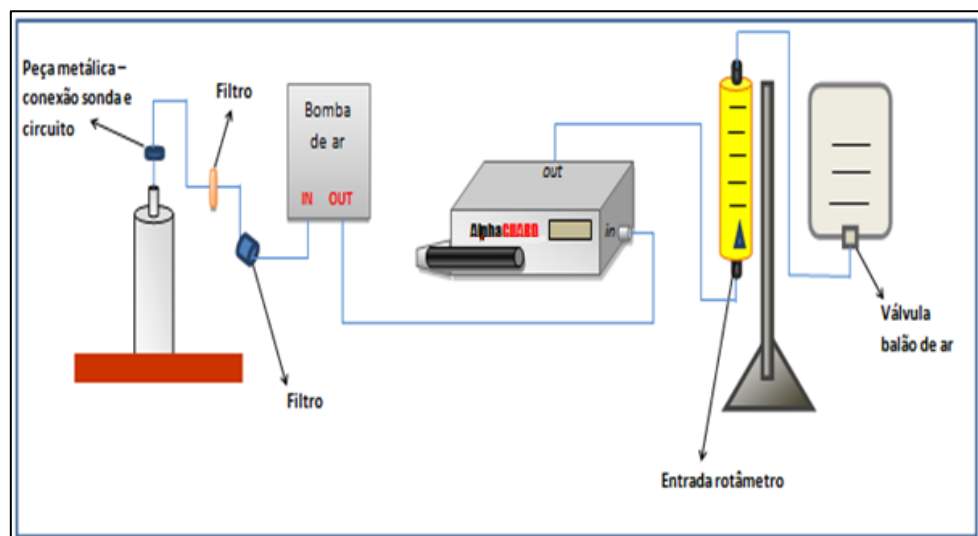 Peça metálica –
conexão sonda e
circuito
Filtro
Bomba
de ar
IN OUT
Filtro
out
AlphaGUARD
in
Entrada rotâmetro
Válvula
balão de ar